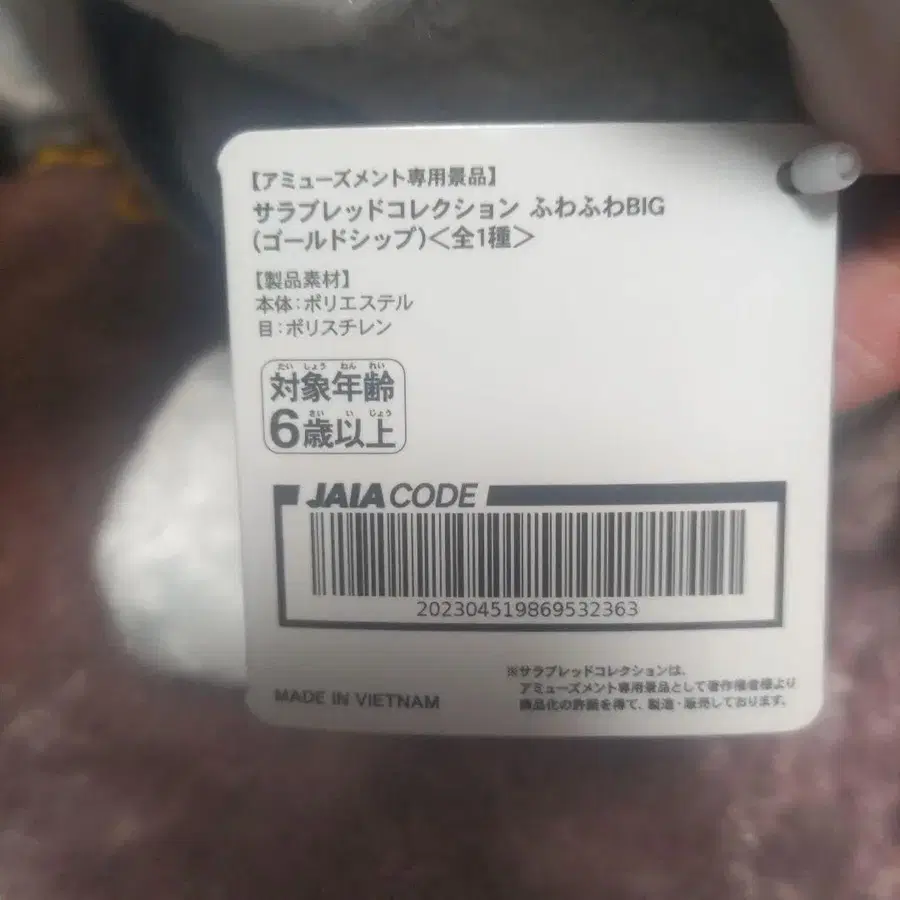 【アミューズメント専用景品】
サラブレッドコレクション ふわふわBIG
(ゴールドシップ)<全1種>
【製品素材】
本体：ポリエステル
目：ポリスチレン
たい しょう ねん れい
対象年齢
さい い じょう
6歳以上
JAIA CODE
202304519869532363
※サラブレッドコレクションは、
アミューズメント専用景品として著作権者様より
商品化の許諾を得て、製造・販売しております。
MADE IN VIETNAM